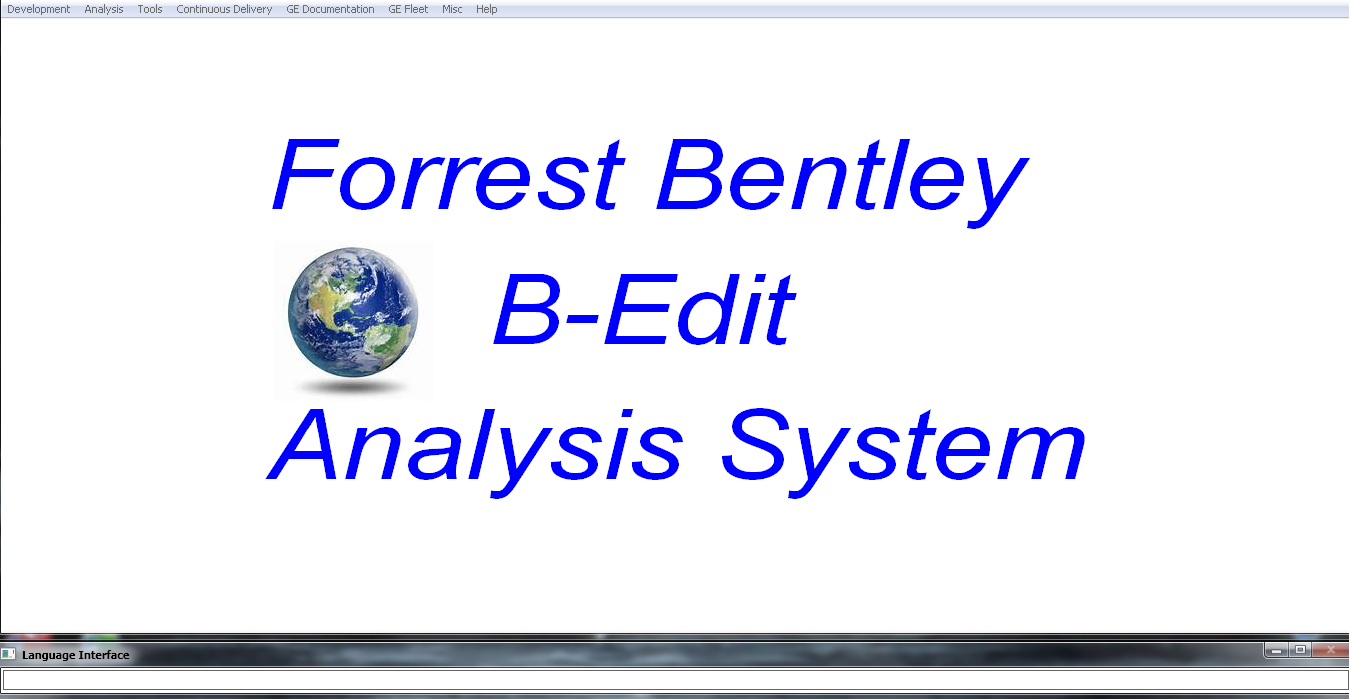 Development Analysis Tools Continuous Delivery GE Documentation GE Fleet Misc Help
Forrest Bentley
B-Edit
Analysis System
Language Interface